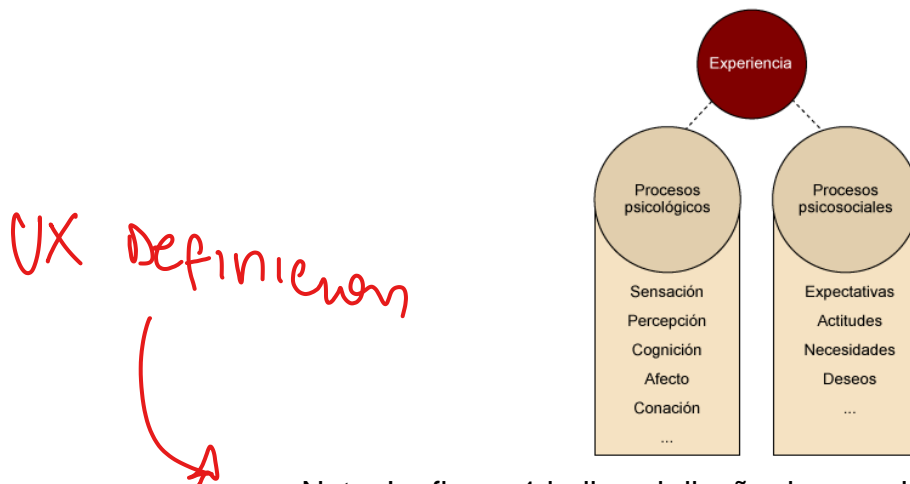 Experiencia
Procesos
psicológicos
Procesos
psicosociales
UX Definicion
Sensación
Percepción
Cognición
Afecto
Conación
...
Expectativas
Actitudes
Necesidades
Deseos
...